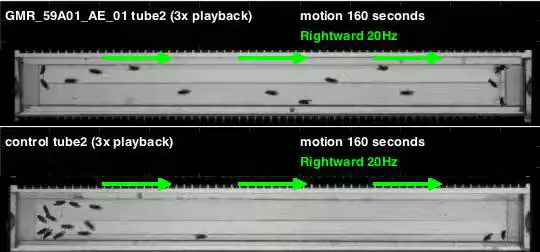 GMR_59A01_AE_01 tube2 (3x playback)
motion 160 seconds
Rightward 20Hz
control tube2 (3x playback)
motion 160 seconds
Rightward 20Hz